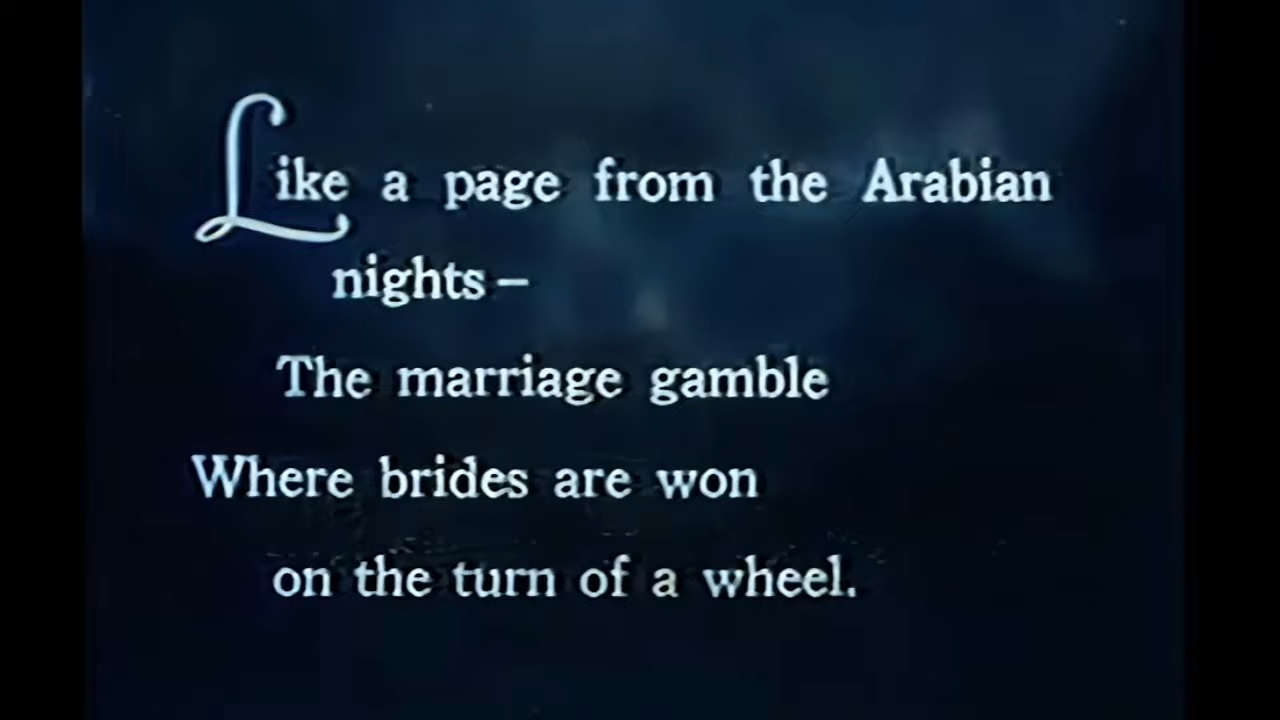 Like a page from the Arabian
nights –
The marriage gamble
Where brides are won
on the turn of a wheel.